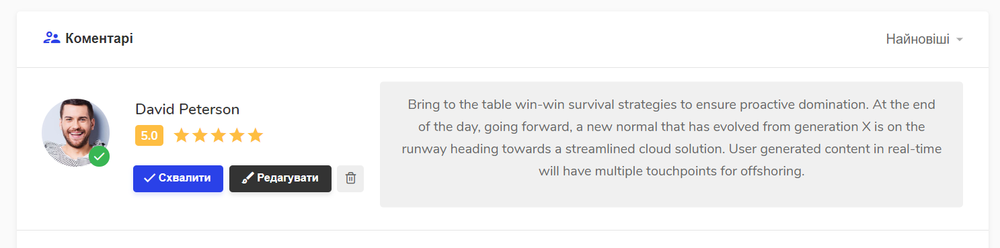 Коментарі
Найновіші
David Peterson
5.0
Схвалити
Редагувати
Bring to the table win-win survival strategies to ensure proactive domination. At the end
of the day, going forward, a new normal that has evolved from generation X is on the
runway heading towards a streamlined cloud solution. User generated content in real-time
will have multiple touchpoints for offshoring.